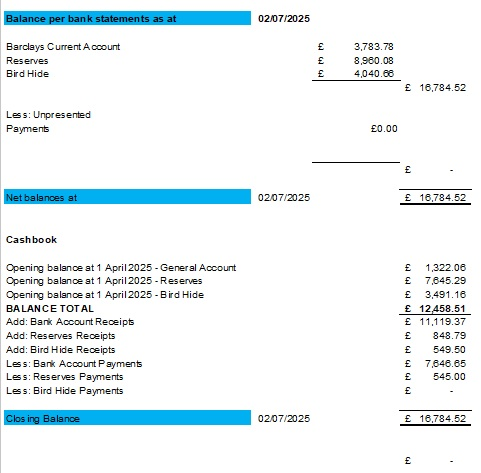 Balance per bank statements as at 02/07/2025
Barclays Current Account £ 3,783.78
Reserves £ 8,960.08
Bird Hide £ 4,040.66
£ 16,784.52
Less: Unpresented
Payments £0.00
£ -
Net balances at 02/07/2025 £ 16,784.52
Cashbook
Opening balance at 1 April 2025 - General Account £ 1,322.06
Opening balance at 1 April 2025 - Reserves £ 7,645.29
Opening balance at 1 April 2025 - Bird Hide £ 3,491.16
BALANCE TOTAL £ 12,458.51
Add: Bank Account Receipts £ 11,119.37
Add: Reserves Receipts £ 848.79
Add: Bird Hide Receipts £ 549.50
Less: Bank Account Payments £ 7,646.65
Less: Reserves Payments £ 545.00
Less: Bird Hide Payments £ -
Closing Balance 02/07/2025 £ 16,784.52
£ -